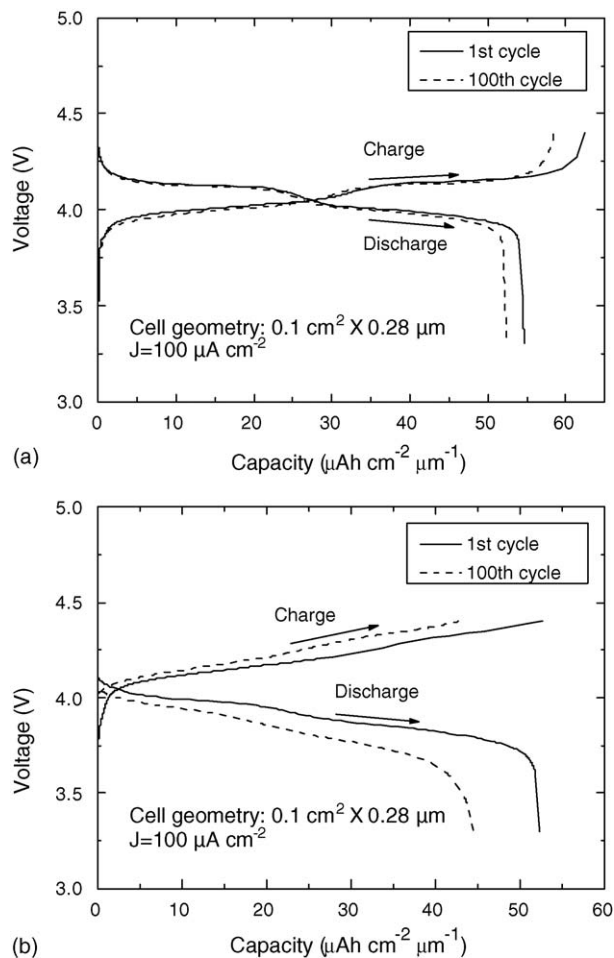 5.0
1st cycle
100th cycle
4.5
Charge
Voltage (V)
4.0
Discharge
3.5
Cell geometry: 0.1 cm² X 0.28 μm
J=100 μA cm⁻²
3.0
0 10 20 30 40 50 60
(a)
Capacity (μAh cm⁻² μm⁻¹)
5.0
1st cycle
100th cycle
4.5
Charge
Voltage (V)
Discharge
4.0
3.5
Cell geometry: 0.1 cm² X 0.28 μm
J=100 μA cm⁻²
3.0
0 10 20 30 40 50 60
(b)
Capacity (μAh cm⁻² μm⁻¹)